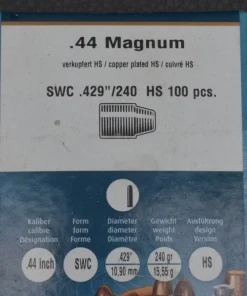 .44 Magnum
verkupfert HS / copper plated HS / cuivré HS
SWC .429"/240 HS 100 pcs.
Kaliber Form Diameter Gewicht Ausführung
calibre form diameter weight design
Désignation Forme Diamètre Poids Version
.44 inch SWC .429" 10,90 mm 240 gr 15,55 g HS